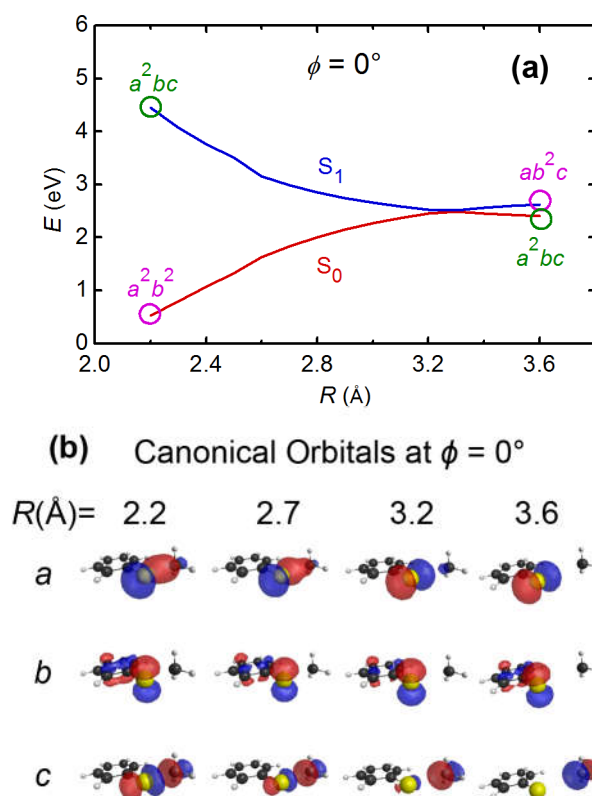 6
5
4
3
2
1
0
E (eV)
a²bc
ϕ = 0°
(a)
S₁
ab²c
a²b²
S₀
a²bc
2.0 2.4 2.8 3.2 3.6
R (Å)
(b) Canonical Orbitals at ϕ = 0°
R(Å)= 2.2 2.7 3.2 3.6
a
b
c